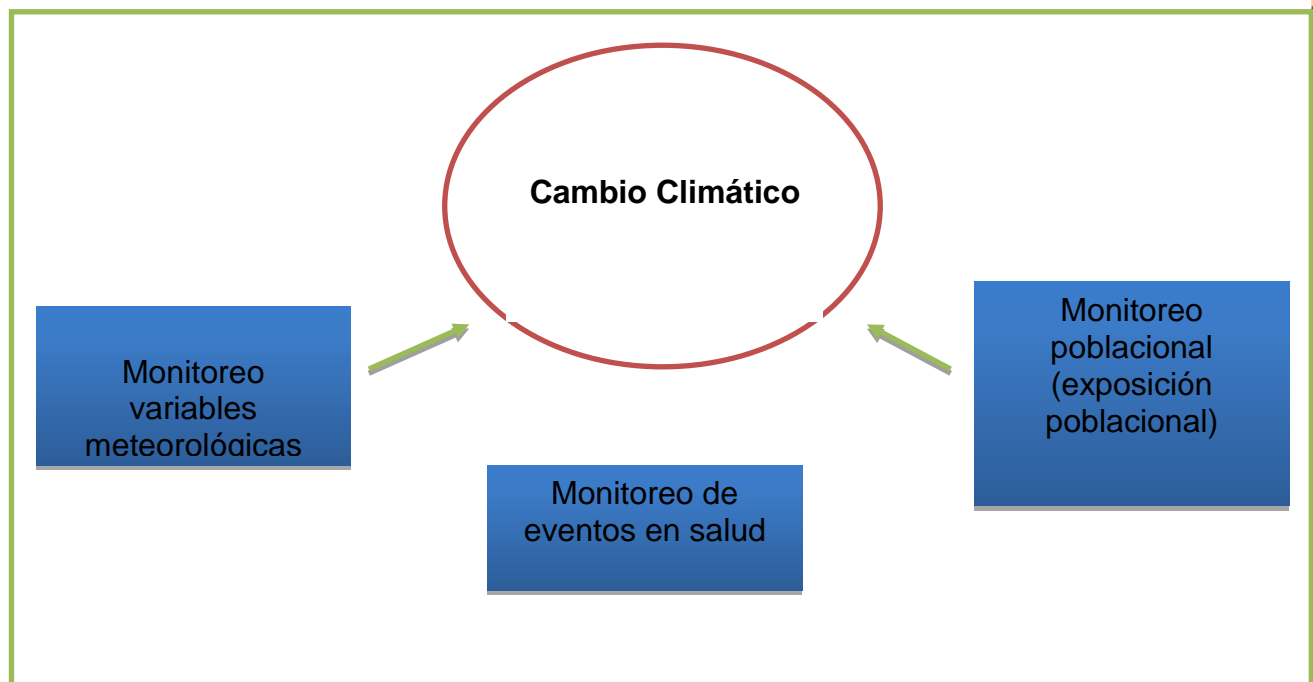 Cambio Climático
Monitoreo
variables
meteorológicas
Monitoreo
poblacional
(exposición
poblacional)
Monitoreo de
eventos en salud